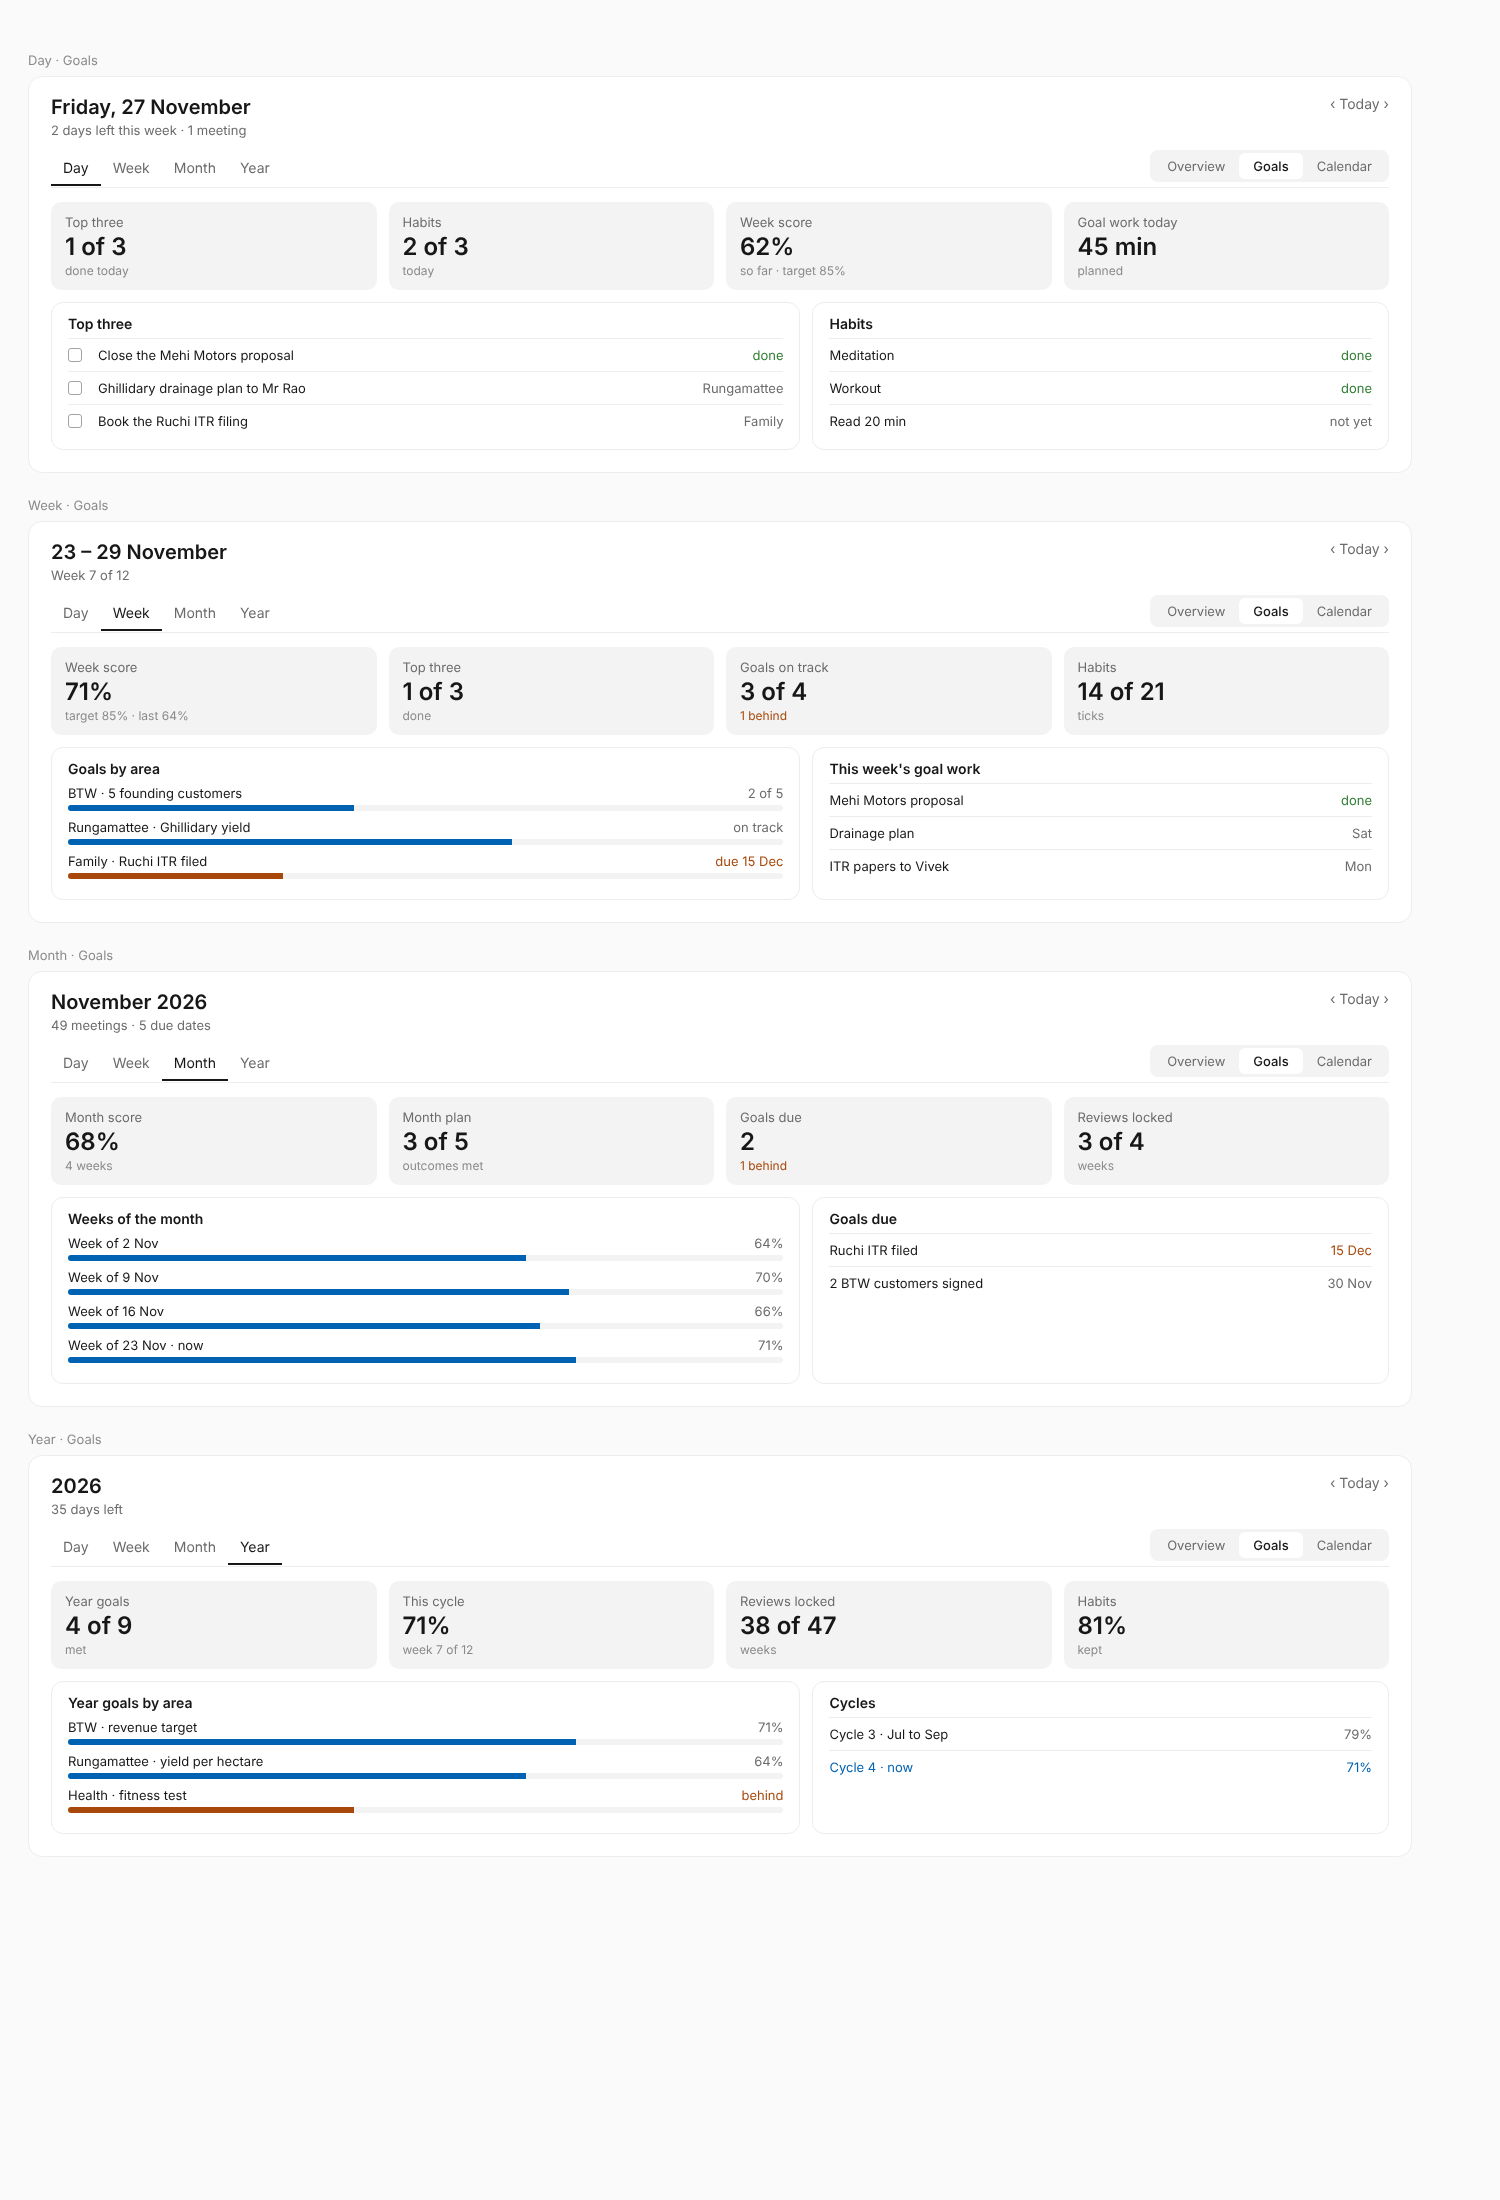 Day · Goals
Friday, 27 November
‹ Today ›
2 days left this week · 1 meeting
Day Week Month Year
Overview Goals Calendar
Top three
1 of 3
done today
Habits
2 of 3
today
Week score
62%
so far · target 85%
Goal work today
45 min
planned
Top three
Close the Mehi Motors proposal done
Ghillidary drainage plan to Mr Rao Rungamattee
Book the Ruchi ITR filing Family
Habits
Meditation done
Workout done
Read 20 min not yet
Week · Goals
23 – 29 November
‹ Today ›
Week 7 of 12
Day Week Month Year
Overview Goals Calendar
Week score
71%
target 85% · last 64%
Top three
1 of 3
done
Goals on track
3 of 4
1 behind
Habits
14 of 21
ticks
Goals by area
BTW · 5 founding customers 2 of 5
Rungamattee · Ghillidary yield on track
Family · Ruchi ITR filed due 15 Dec
This week's goal work
Mehi Motors proposal done
Drainage plan Sat
ITR papers to Vivek Mon
Month · Goals
November 2026
‹ Today ›
49 meetings · 5 due dates
Day Week Month Year
Overview Goals Calendar
Month score
68%
4 weeks
Month plan
3 of 5
outcomes met
Goals due
2
1 behind
Reviews locked
3 of 4
weeks
Weeks of the month
Week of 2 Nov 64%
Week of 9 Nov 70%
Week of 16 Nov 66%
Week of 23 Nov · now 71%
Goals due
Ruchi ITR filed 15 Dec
2 BTW customers signed 30 Nov
Year · Goals
2026
‹ Today ›
35 days left
Day Week Month Year
Overview Goals Calendar
Year goals
4 of 9
met
This cycle
71%
week 7 of 12
Reviews locked
38 of 47
weeks
Habits
81%
kept
Year goals by area
BTW · revenue target 71%
Rungamattee · yield per hectare 64%
Health · fitness test behind
Cycles
Cycle 3 · Jul to Sep 79%
Cycle 4 · now 71%